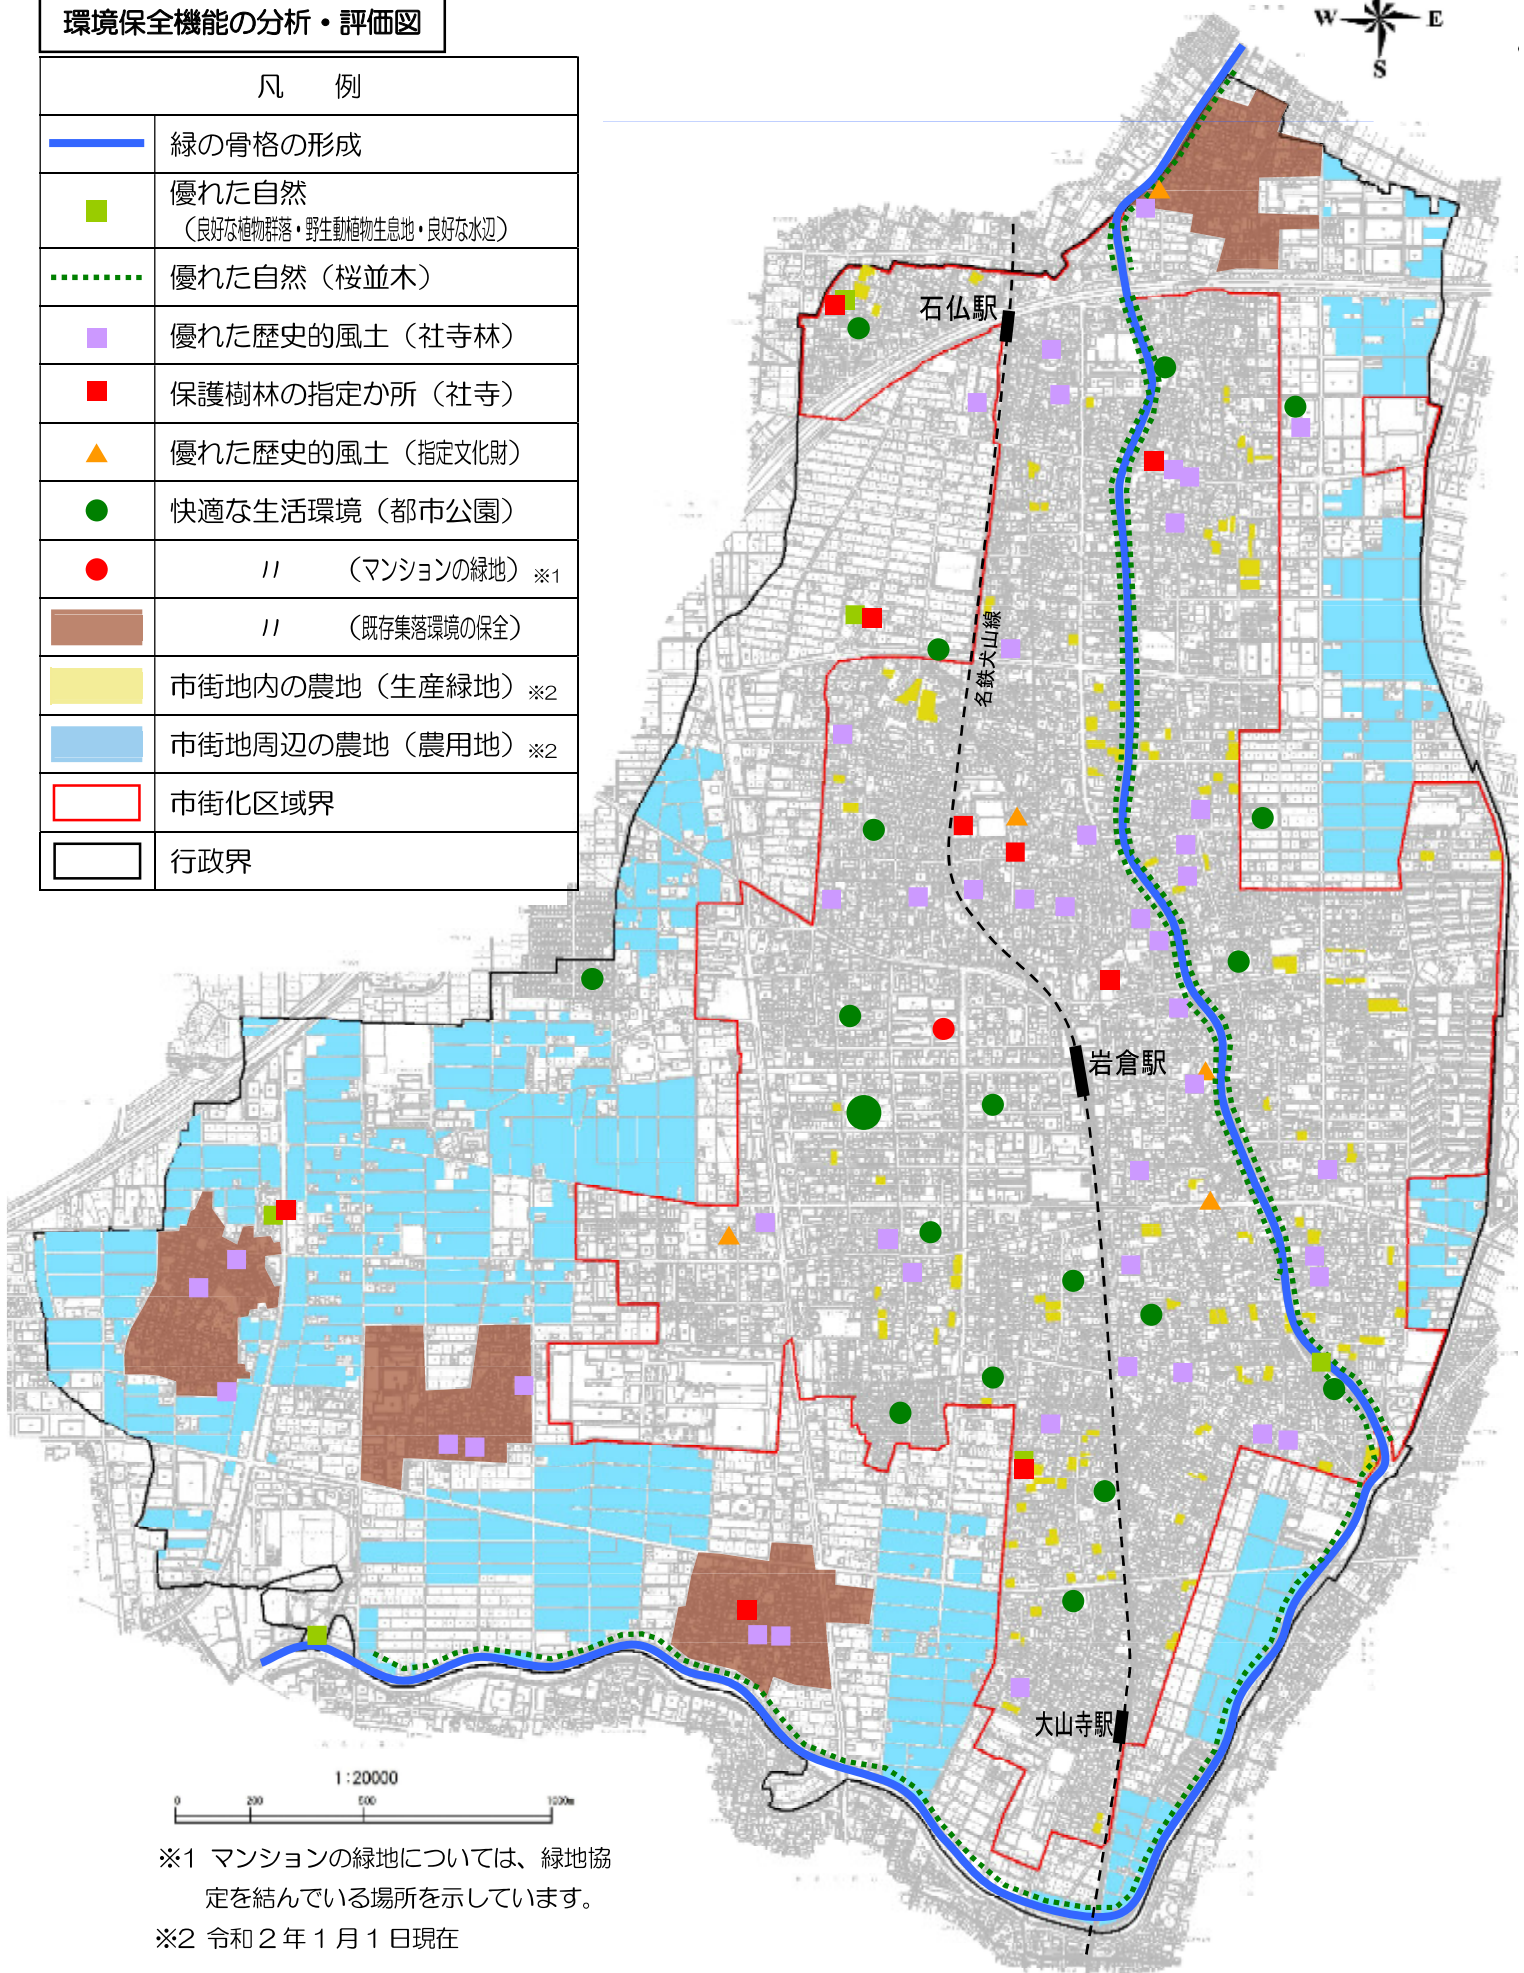 環境保全機能の分析・評価図
W E
S
凡 例
緑の骨格の形成
優れた自然
（良好な植物群落・野生動植物生息地・良好な水辺）
優れた自然（桜並木）
優れた歴史的風土（社寺林）
保護樹林の指定か所（社寺）
優れた歴史的風土（指定文化財）
快適な生活環境（都市公園）
〃 （マンションの緑地）※1
〃 （既存集落環境の保全）
市街地内の農地（生産緑地）※2
市街地周辺の農地（農用地）※2
市街化区域界
行政界
石仏駅
名鉄犬山線
岩倉駅
大山寺駅
1:20000
0 200 500 1000m
※1 マンションの緑地については、緑地協
定を結んでいる場所を示しています。
※2 令和２年１月１日現在